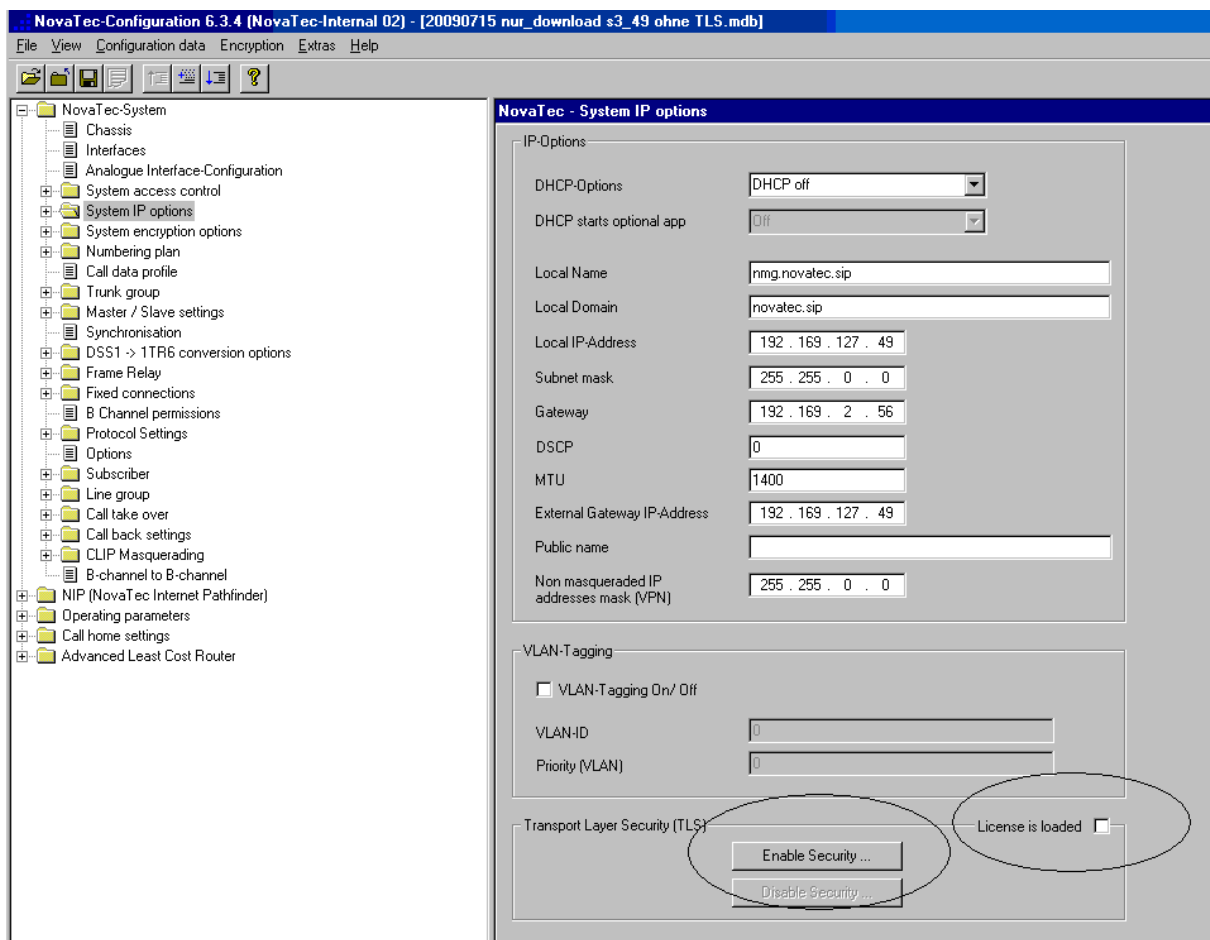 NovaTec-Configuration 6.3.4 (NovaTec-Internal 02) - [20090715 nur_download s3_49 ohne TLS.mdb]
File View Configuration data Encryption Extras Help
NovaTec-System
Chassis
Interfaces
Analogue Interface-Configuration
System access control
System IP options
System encryption options
Numbering plan
Call data profile
Trunk group
Master / Slave settings
Synchronisation
DSS1 -> 1TR6 conversion options
Frame Relay
Fixed connections
B Channel permissions
Protocol Settings
Options
Subscriber
Line group
Call take over
Call back settings
CLIP Masquerading
B-channel to B-channel
NIP (NovaTec Internet Pathfinder)
Operating parameters
Call home settings
Advanced Least Cost Router
NovaTec - System IP options
IP-Options
DHCP-Options DHCP off
DHCP starts optional app Off
Local Name nmg.novatec.sip
Local Domain novatec.sip
Local IP-Address 192 . 169 . 127 . 49
Subnet mask 255 . 255 . 0 . 0
Gateway 192 . 169 . 2 . 56
DSCP 0
MTU 1400
External Gateway IP-Address 192 . 169 . 127 . 49
Public name
Non masqueraded IP
addresses mask (VPN) 255 . 255 . 0 . 0
VLAN-Tagging
VLAN-Tagging On/ Off
VLAN-ID 0
Priority (VLAN) 0
Transport Layer Security (TLS) License is loaded
Enable Security ...
Disable Security ...